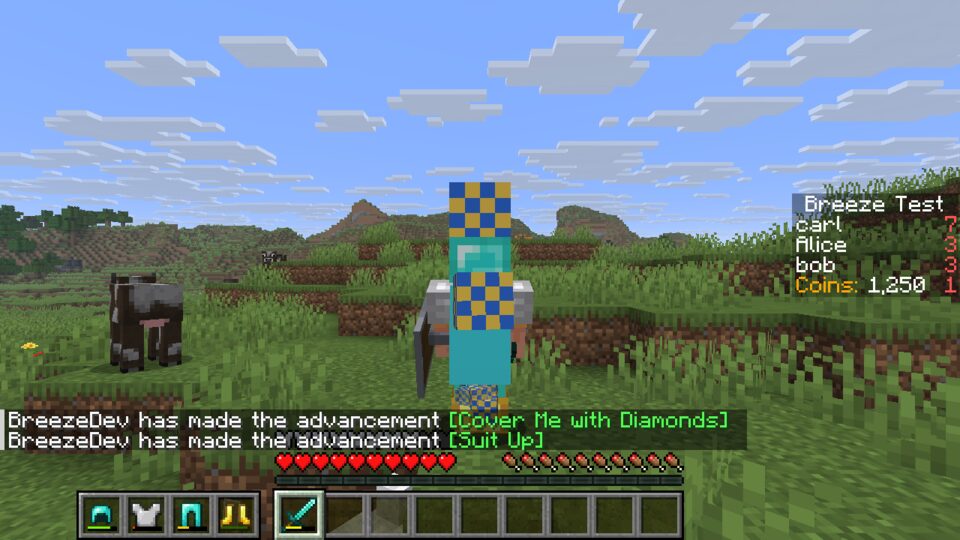 Breeze Test
carl 7
Alice 3
bob 3
Coins: 1,250 1
BreezeDev has made the advancement [Cover Me with Diamonds]
BreezeDev has made the advancement [Suit Up]